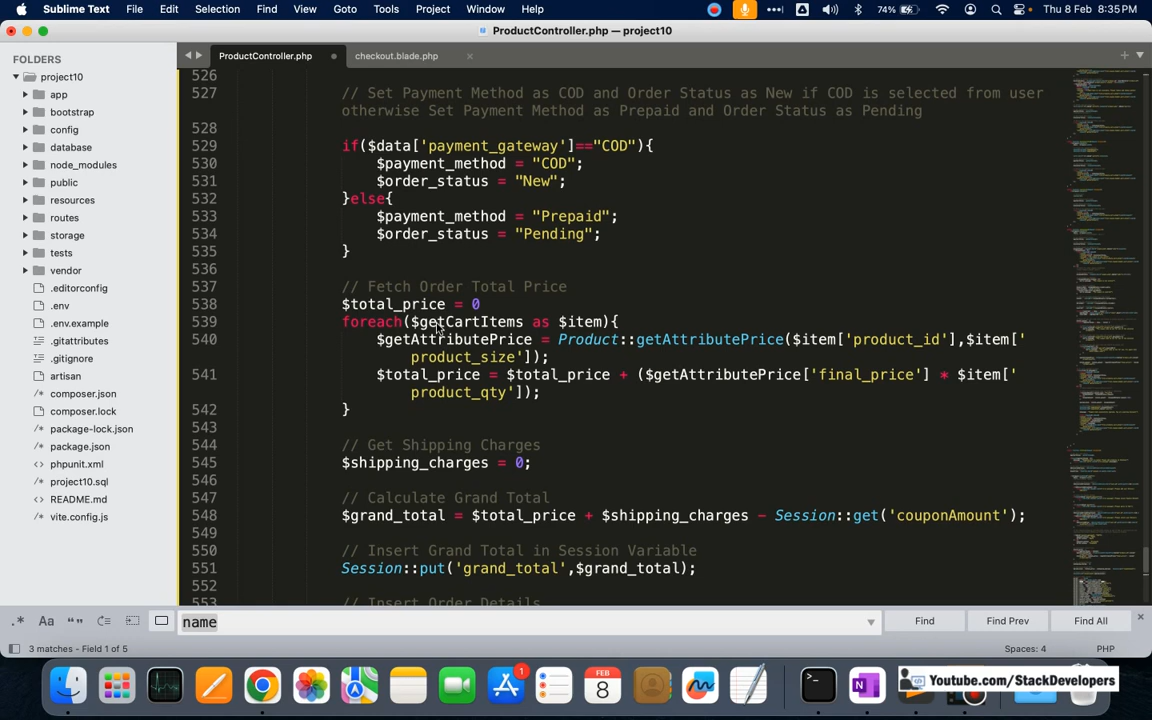 Sublime Text File Edit Selection Find View Goto Tools Project Window Help 74% Thu 8 Feb 8:35PM
ProductController.php — project10
FOLDERS
project10
app
bootstrap
config
database
node_modules
public
resources
routes
storage
tests
vendor
.editorconfig
.env
.env.example
.gitattributes
.gitignore
artisan
composer.json
composer.lock
package-lock.json
package.json
phpunit.xml
project10.sql
README.md
vite.config.js
ProductController.php checkout.blade.php
526
527 // Set Payment Method as COD and Order Status as New if COD is selected from user
otherwise Set Payment Method as Prepaid and Order Status as Pending
528
529 if($data['payment_gateway']=="COD"){
530 $payment_method = "COD";
531 $order_status = "New";
532 }else{
533 $payment_method = "Prepaid";
534 $order_status = "Pending";
535 }
536
537 // Fetch Order Total Price
538 $total_price = 0
539 foreach($getCartItems as $item){
540 $getAttributePrice = Product::getAttributePrice($item['product_id'],$item['
product_size']);
541 $total_price = $total_price + ($getAttributePrice['final_price'] * $item['
product_qty']);
542 }
543
544 // Get Shipping Charges
545 $shipping_charges = 0;
546
547 // Calculate Grand Total
548 $grand_total = $total_price + $shipping_charges - Session::get('couponAmount');
549
550 // Insert Grand Total in Session Variable
551 Session::put('grand_total',$grand_total);
552
553 // Insert Order Details
.* Aa name Find Find Prev Find All
3 matches - Field 1 of 5 Spaces: 4 PHP
FEB
8
1
Youtube.com/StackDevelopers